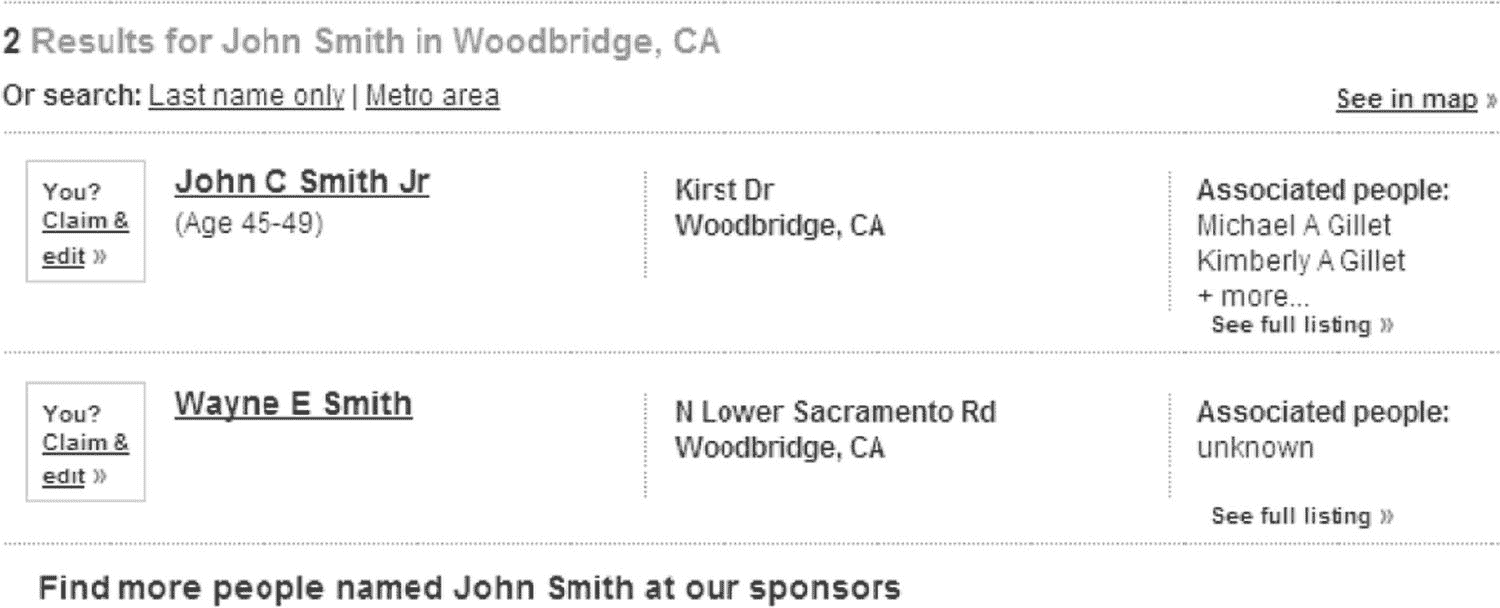 2 Results for John Smith in Woodbridge, CA
Or search: Last name only | Metro area
See in map »
You?
Claim &
edit »
John C Smith Jr
(Age 45-49)
Kirst Dr
Woodbridge, CA
Associated people:
Michael A Gillet
Kimberly A Gillet
+ more...
See full listing »
You?
Claim &
edit »
Wayne E Smith
N Lower Sacramento Rd
Woodbridge, CA
Associated people:
unknown
See full listing »
Find more people named John Smith at our sponsors